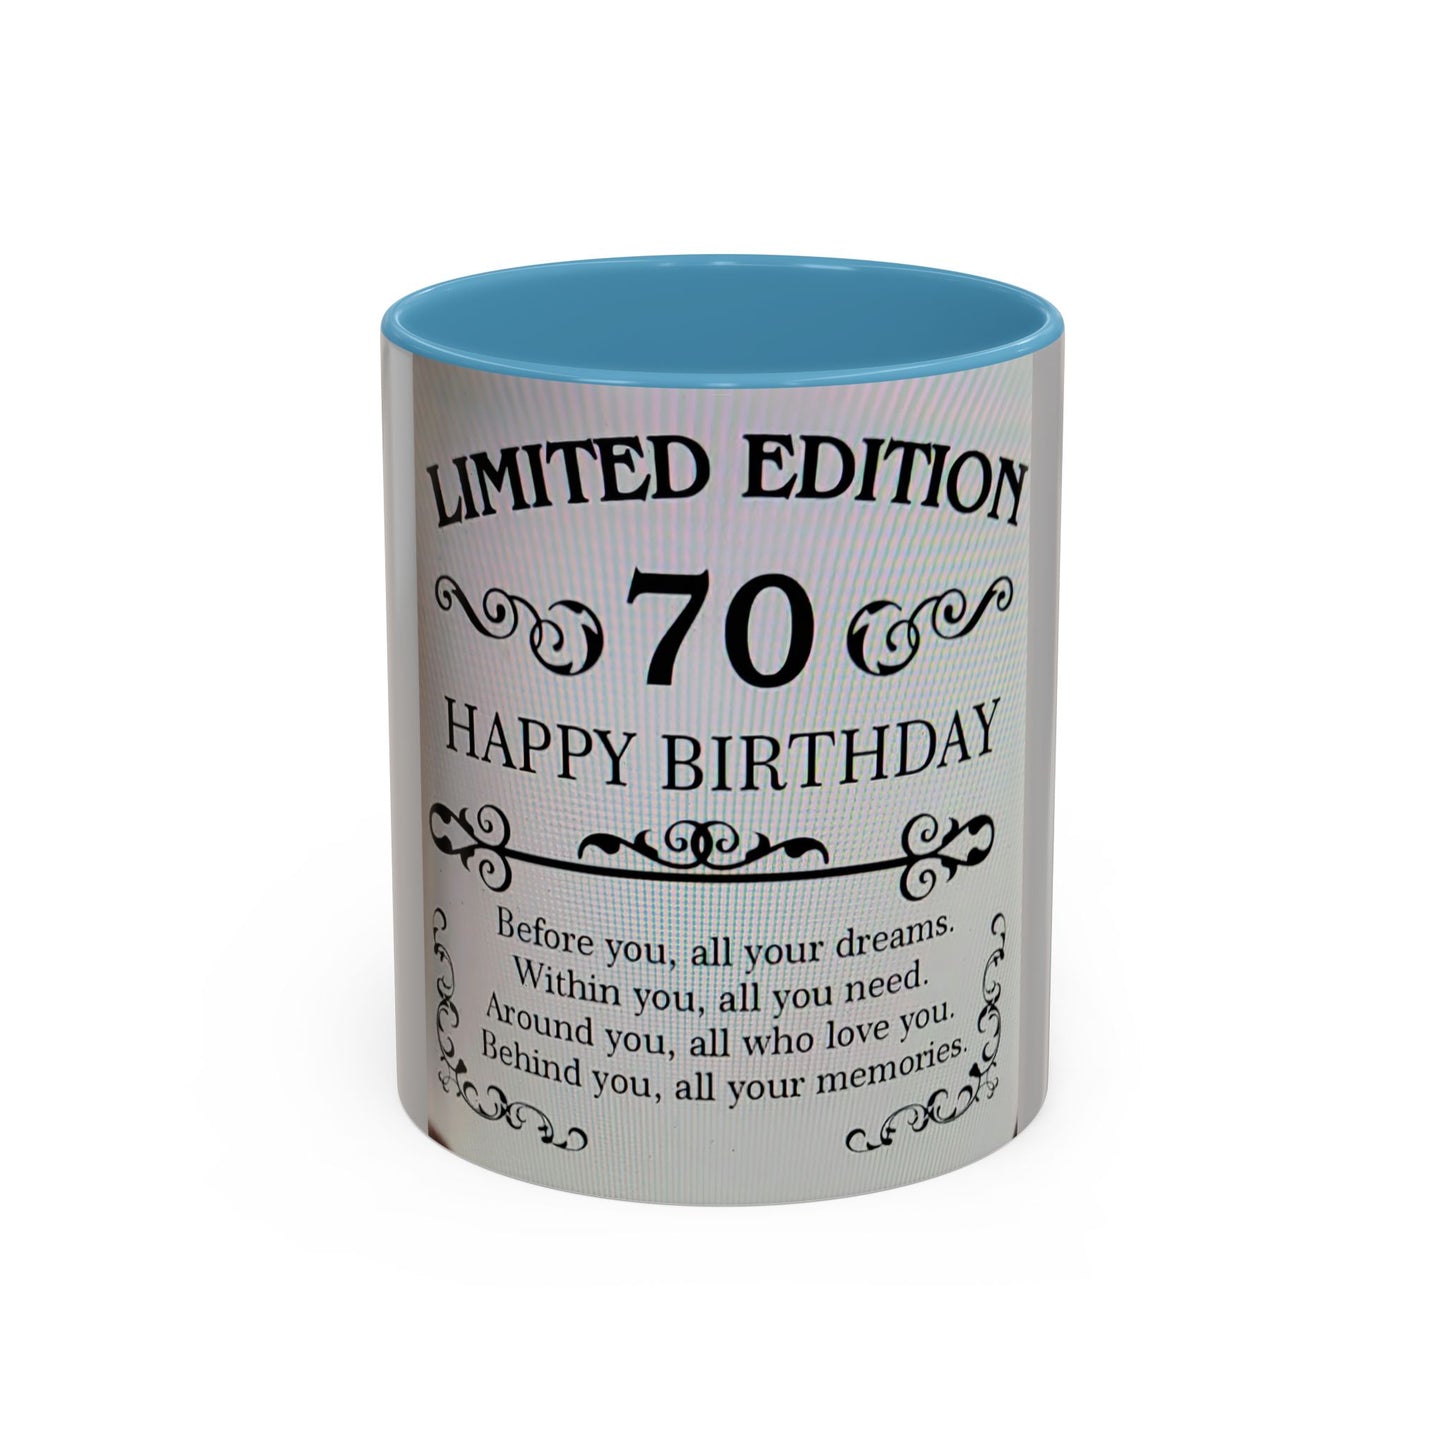 LIMITED EDITION
70
HAPPY BIRTHDAY
Before you, all your dreams.
Within you, all you need.
Around you, all who love you.
Behind you, all your memories.